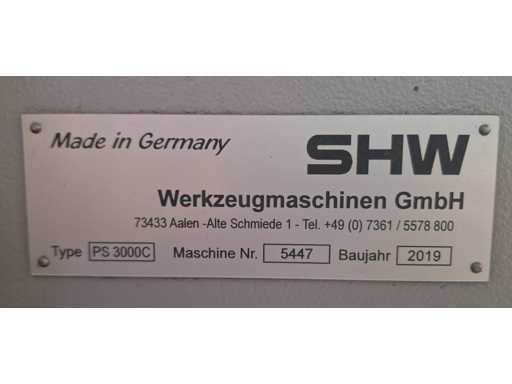 Made in Germany
SHW
Werkzeugmaschinen GmbH
73433 Aalen -Alte Schmiede 1 - Tel. +49 (0) 7361 / 5578 800
Type PS 3000C Maschine Nr. 5447 Baujahr 2019